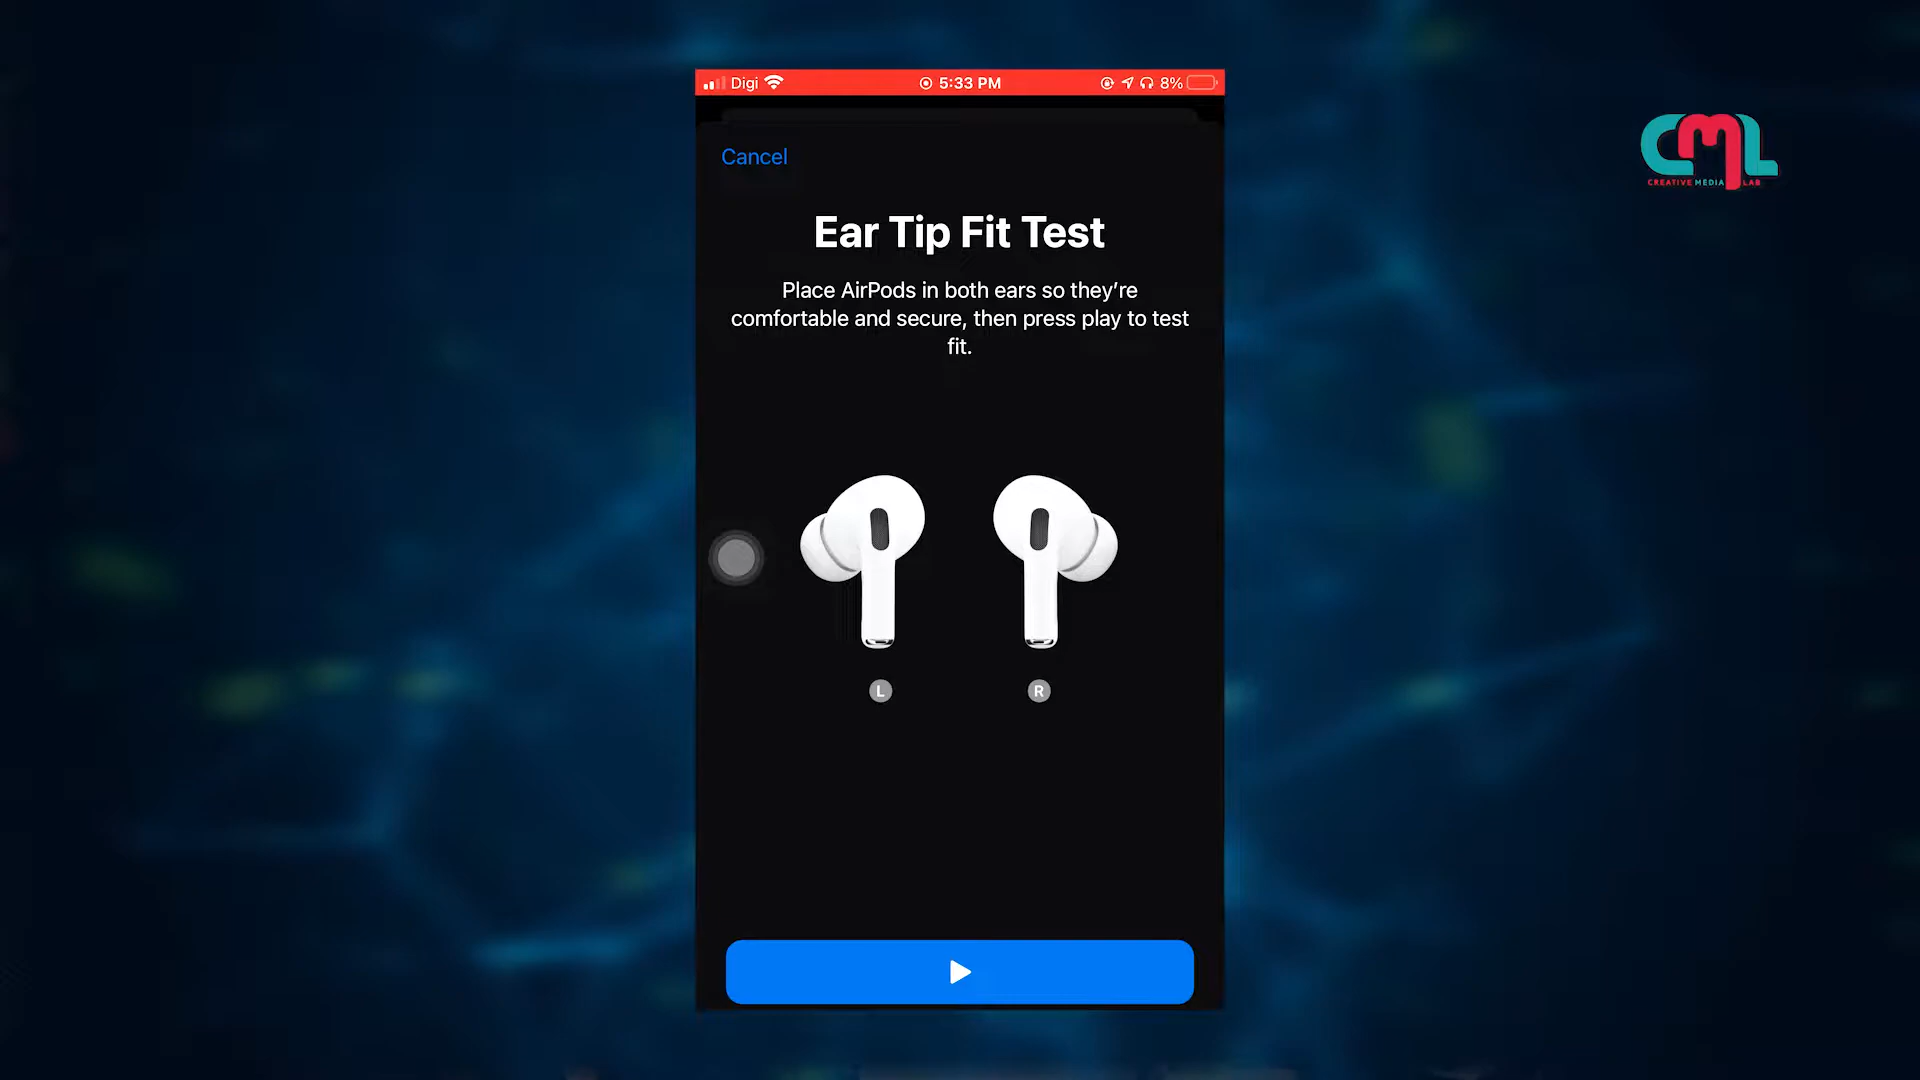 Digi
5:33 PM
8%
CML
CREATIVE MEDIA LAB
Cancel
Ear Tip Fit Test
Place AirPods in both ears so they're
comfortable and secure, then press play to test
fit.
L
R